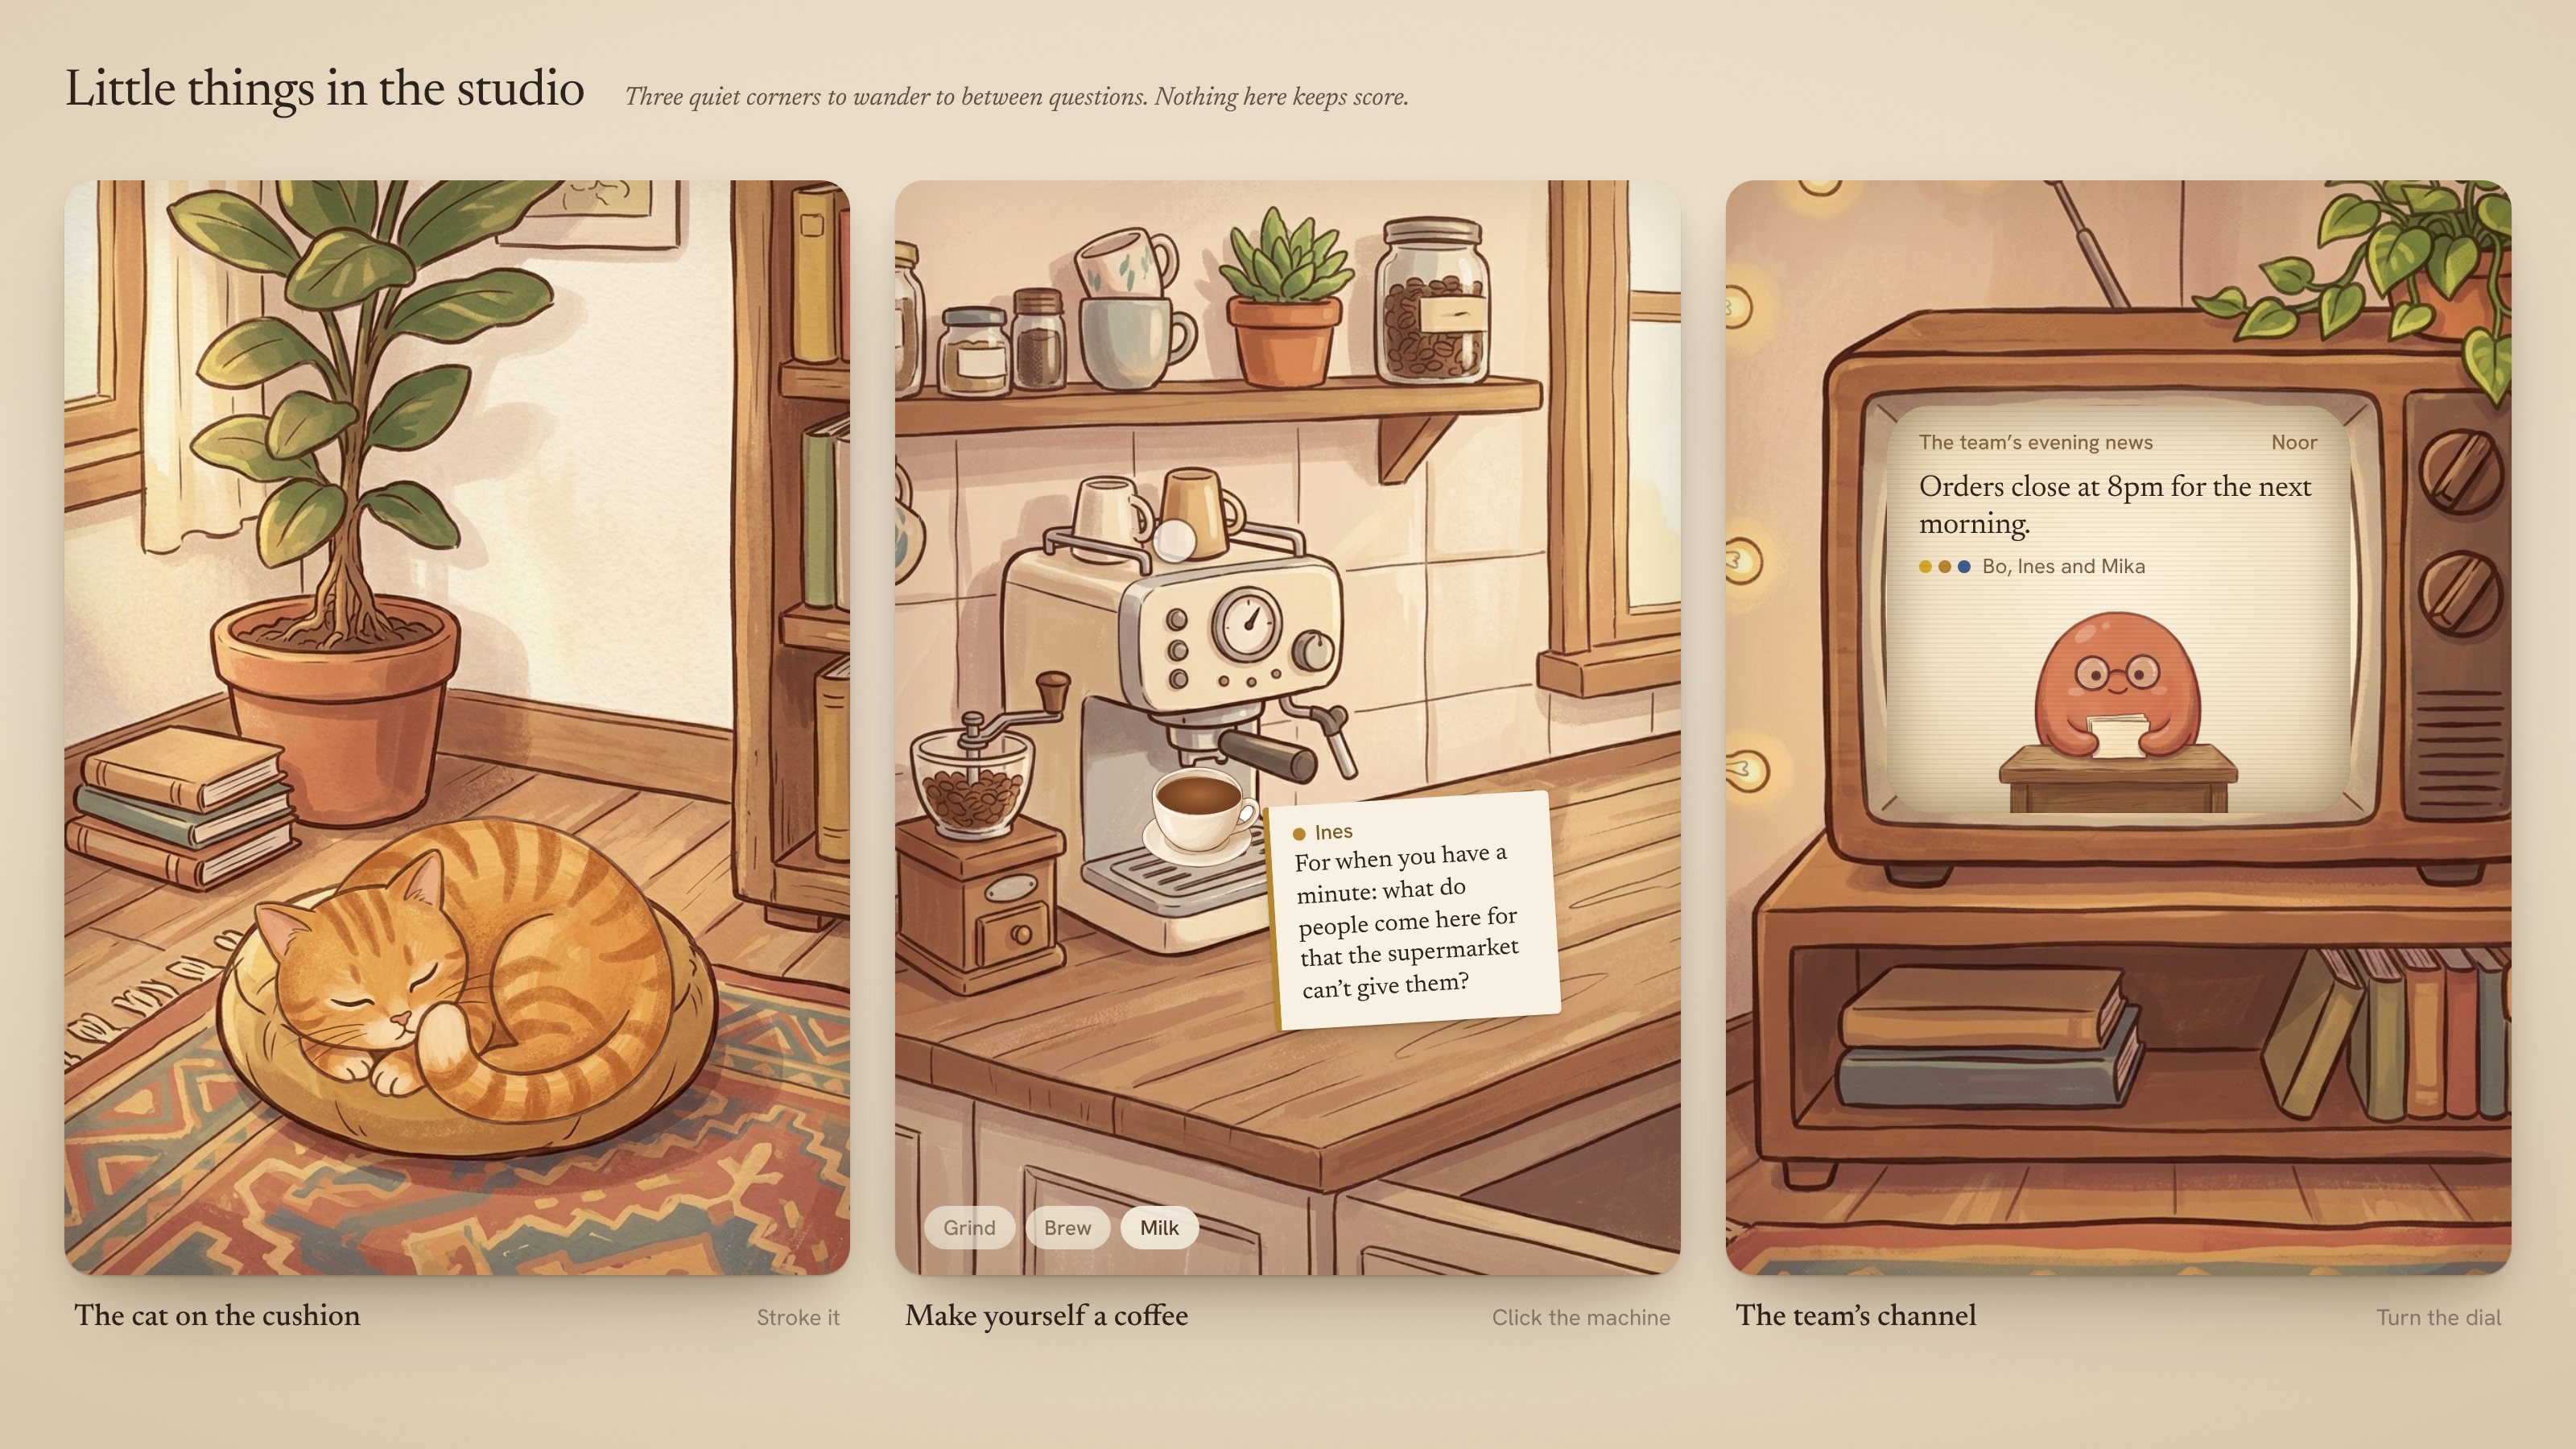 Little things in the studio
Three quiet corners to wander to between questions. Nothing here keeps score.
Ines
For when you have a
minute: what do
people come here for
that the supermarket
can’t give them?
Grind
Brew
Milk
The team’s evening news
Noor
Orders close at 8pm for the next
morning.
Bo, Ines and Mika
The cat on the cushion
Stroke it
Make yourself a coffee
Click the machine
The team’s channel
Turn the dial